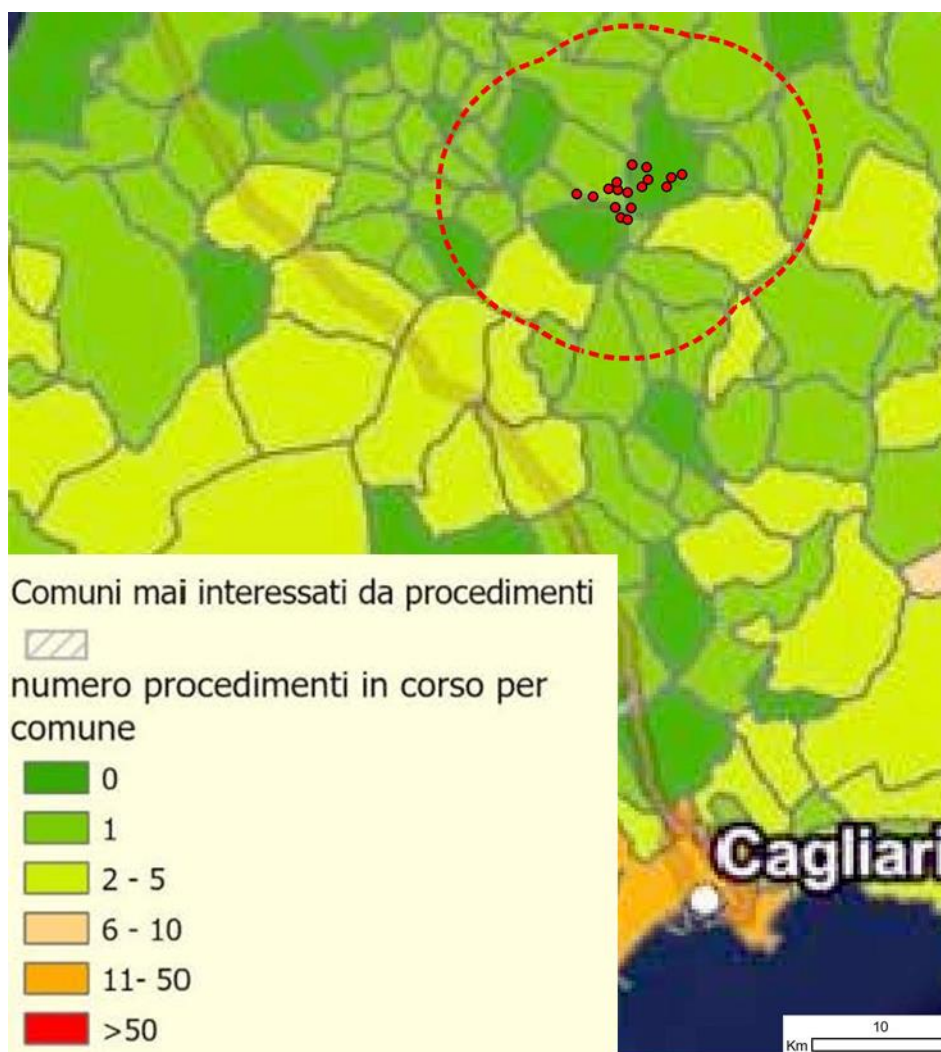 Comuni mai interessati da procedimenti
numero procedimenti in corso per
comune
0
1
2 - 5
6 - 10
11- 50
>50
Cagliari
10
Km